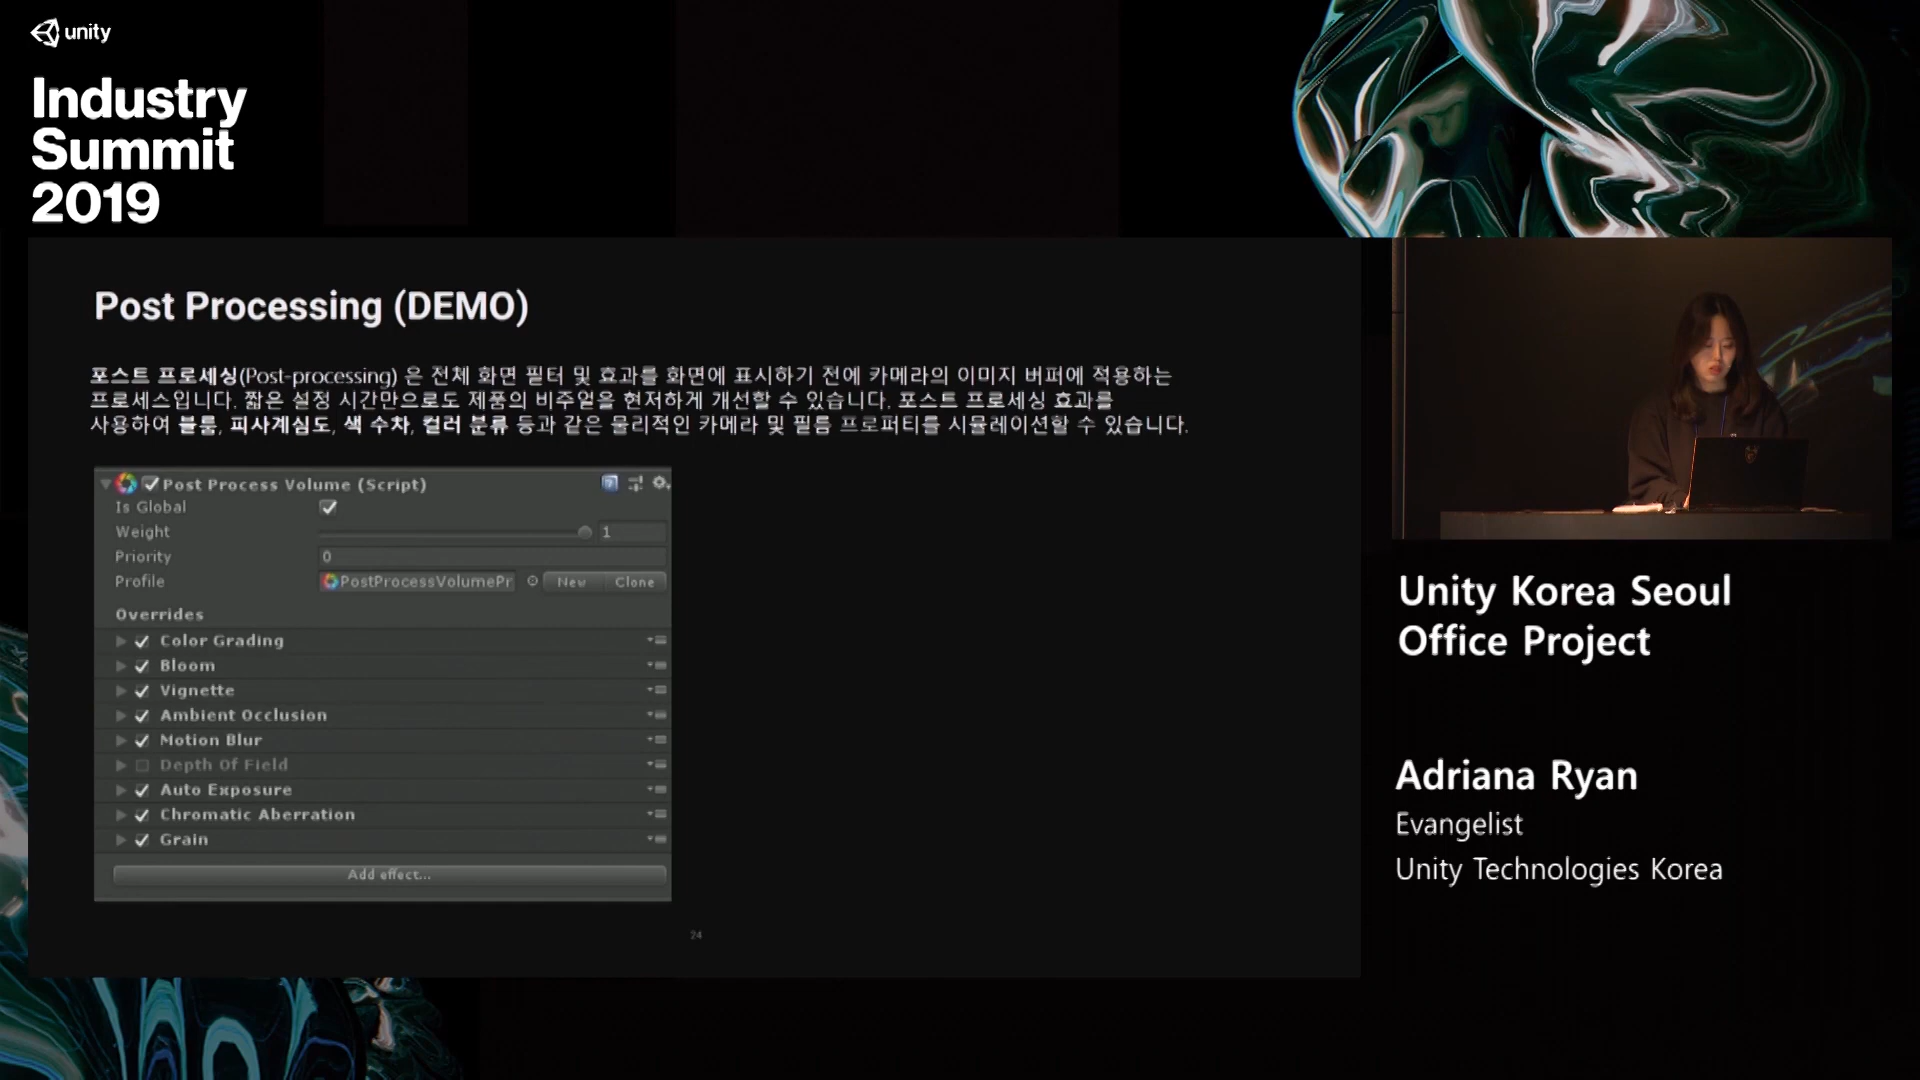 unity
Industry
Summit
2019
Post Processing (DEMO)
포스트 프로세싱(Post-processing) 은 전체 화면 필터 및 효과를 화면에 표시하기 전에 카메라의 이미지 버퍼에 적용하는
프로세스입니다. 짧은 설정 시간만으로도 제품의 비주얼을 현저하게 개선할 수 있습니다. 포스트 프로세싱 효과를
사용하여 블룸, 피사계심도, 색 수차, 컬러 분류 등과 같은 물리적인 카메라 및 필름 프로퍼티를 시뮬레이션할 수 있습니다.
Post Process Volume (Script)
Is Global
Weight 1
Priority 0
Profile PostProcessVolumePr New Clone
Overrides
Color Grading
Bloom
Vignette
Ambient Occlusion
Motion Blur
Depth Of Field
Auto Exposure
Chromatic Aberration
Grain
Add effect...
24
Unity Korea Seoul
Office Project
Adriana Ryan
Evangelist
Unity Technologies Korea